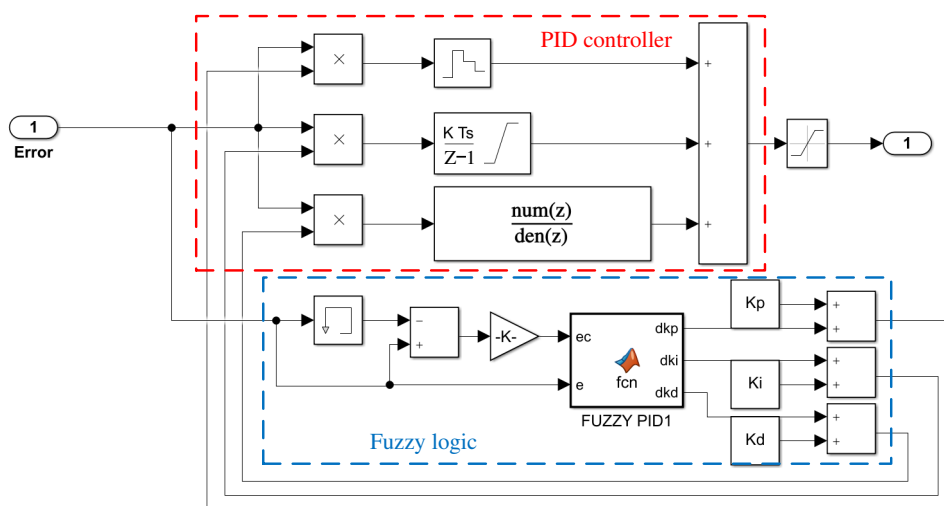 PID controller
×
+
1
Error
×
K Ts
Z−1
+
1
×
num(z)
den(z)
+
Kp
+
+
−
+
-K-
ec
e
fcn
dkp
dki
dkd
FUZZY PID1
Ki
+
+
Kd
+
+
Fuzzy logic